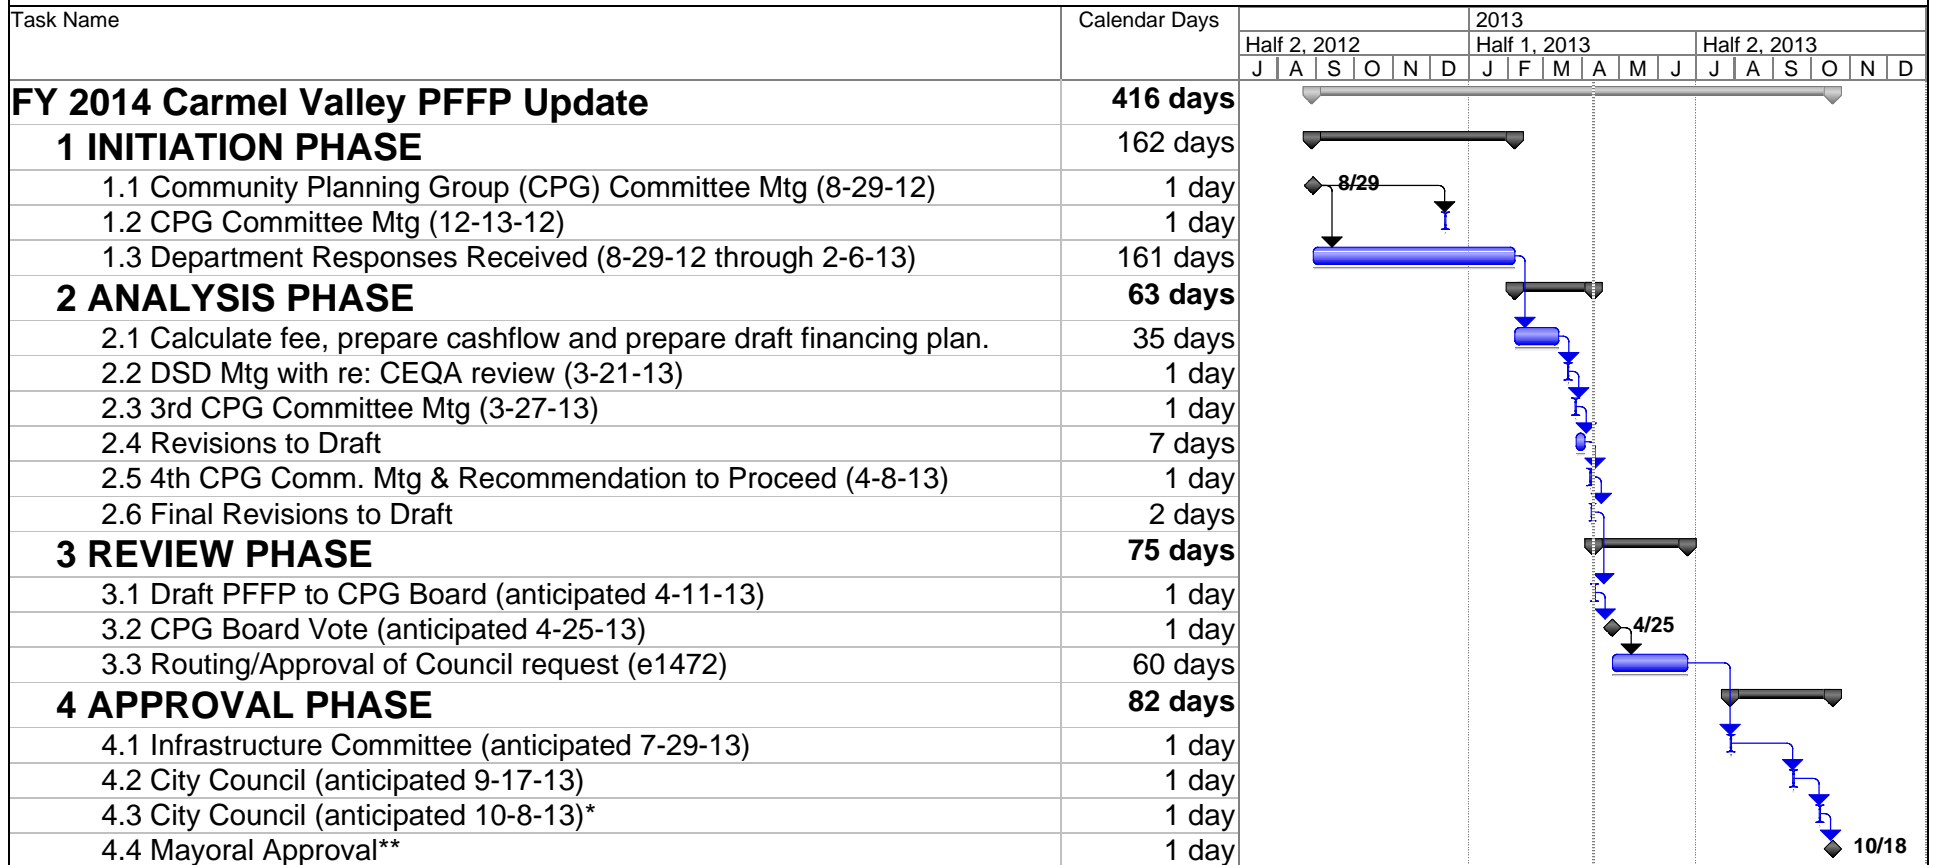 Task Name Calendar Days 2013
Half 2, 2012 Half 1, 2013 Half 2, 2013
J A S O N D J F M A M J J A S O N D
FY 2014 Carmel Valley PFFP Update 416 days
1 INITIATION PHASE 162 days
1.1 Community Planning Group (CPG) Committee Mtg (8-29-12) 1 day 8/29
1.2 CPG Committee Mtg (12-13-12) 1 day
1.3 Department Responses Received (8-29-12 through 2-6-13) 161 days
2 ANALYSIS PHASE 63 days
2.1 Calculate fee, prepare cashflow and prepare draft financing plan. 35 days
2.2 DSD Mtg with re: CEQA review (3-21-13) 1 day
2.3 3rd CPG Committee Mtg (3-27-13) 1 day
2.4 Revisions to Draft 7 days
2.5 4th CPG Comm. Mtg & Recommendation to Proceed (4-8-13) 1 day
2.6 Final Revisions to Draft 2 days
3 REVIEW PHASE 75 days
3.1 Draft PFFP to CPG Board (anticipated 4-11-13) 1 day
3.2 CPG Board Vote (anticipated 4-25-13) 1 day 4/25
3.3 Routing/Approval of Council request (e1472) 60 days
4 APPROVAL PHASE 82 days
4.1 Infrastructure Committee (anticipated 7-29-13) 1 day
4.2 City Council (anticipated 9-17-13) 1 day
4.3 City Council (anticipated 10-8-13)* 1 day
4.4 Mayoral Approval** 1 day 10/18